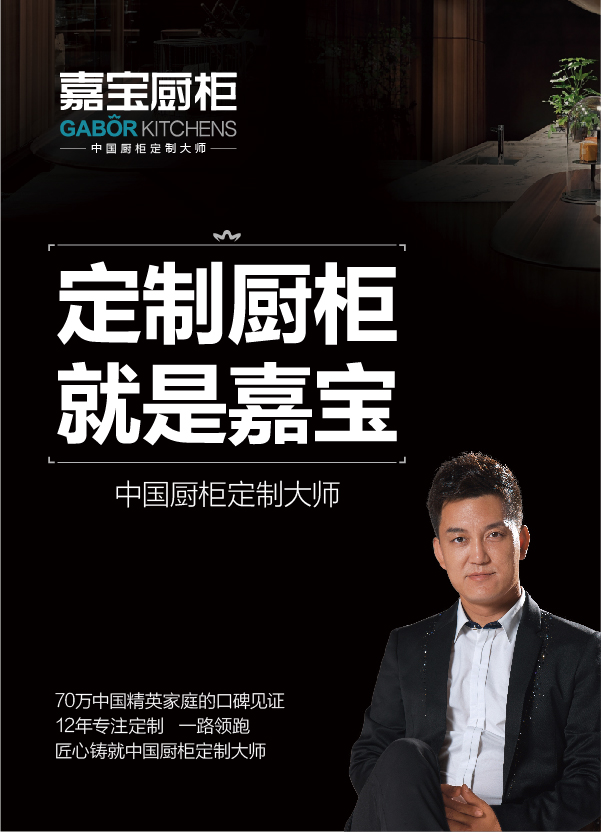 嘉宝厨柜
GABOR KITCHENS
中国厨柜定制大师
定制厨柜
就是嘉宝
中国厨柜定制大师
70万中国精英家庭的口碑见证
12年专注定制 一路领跑
匠心铸就中国厨柜定制大师